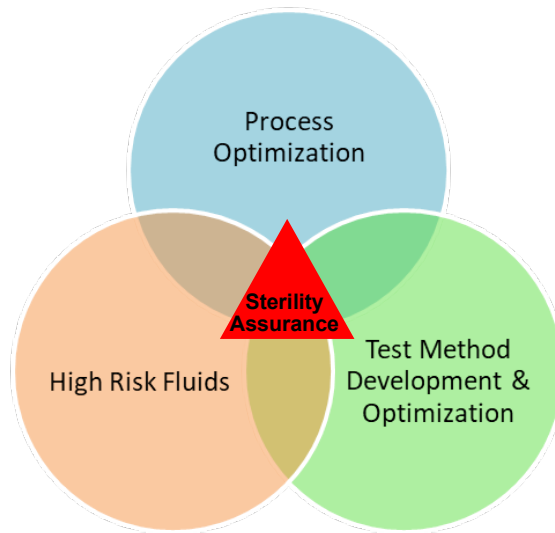 Process
Optimization
Sterility
Assurance
High Risk Fluids
Test Method
Development &
Optimization